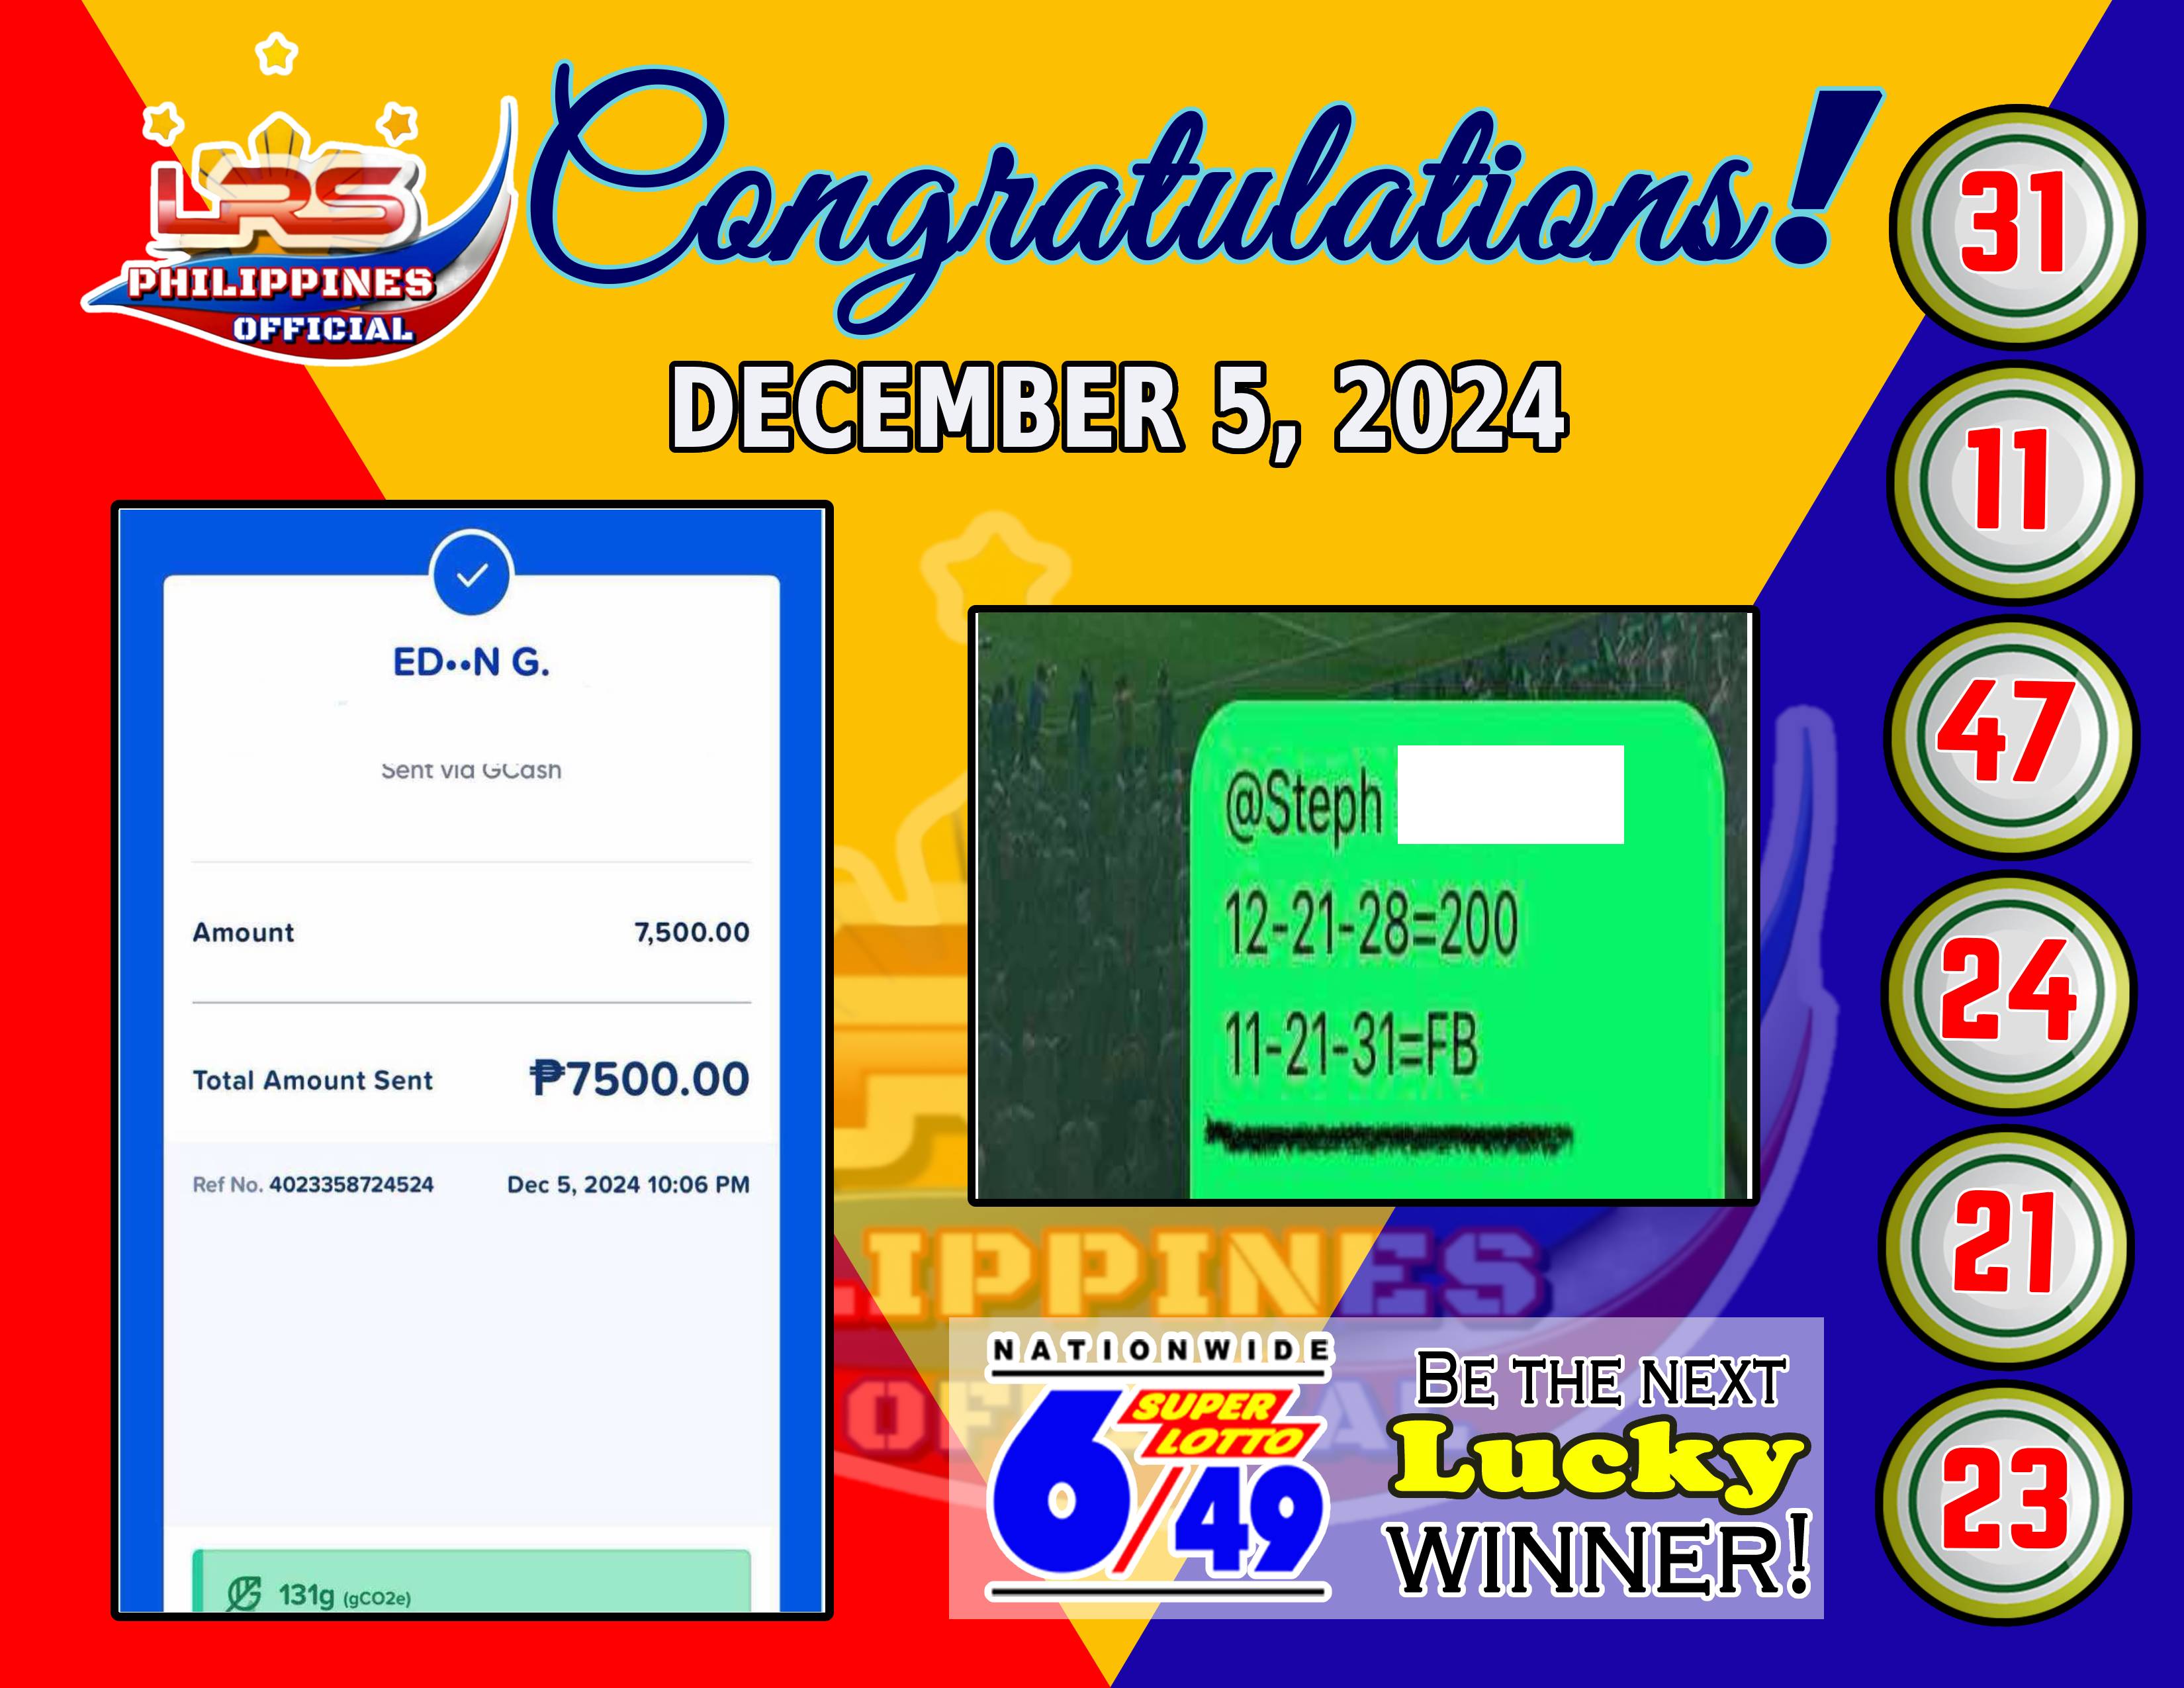 LRS
PHILIPPINES
OFFICIAL
Congratulations!
DECEMBER 5, 2024
ED••N G.
Sent via GCash
Amount 7,500.00
Total Amount Sent ₱7500.00
Ref No. 4023358724524 Dec 5, 2024 10:06 PM
131g (gCO2e)
@Steph
12-21-28=200
11-21-31=FB
LIPPINES
NATIONWIDE
SUPER
LOTTO
6/49
BE THE NEXT
Lucky
WINNER!
31
11
47
24
21
23